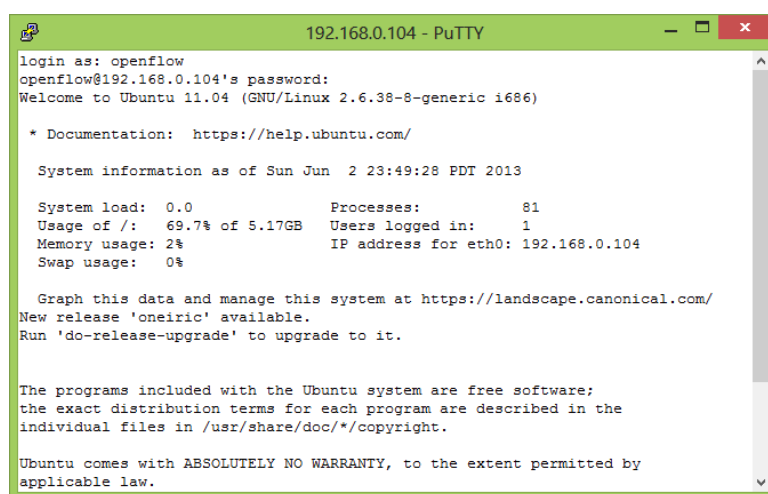 192.168.0.104 - PuTTY
login as: openflow
openflow@192.168.0.104's password:
Welcome to Ubuntu 11.04 (GNU/Linux 2.6.38-8-generic i686)
* Documentation:  https://help.ubuntu.com/
System information as of Sun Jun  2 23:49:28 PDT 2013
System load:  0.0                Processes:           81
Usage of /:   69.7% of 5.17GB   Users logged in:     1
Memory usage: 2%                 IP address for eth0: 192.168.0.104
Swap usage:   0%
Graph this data and manage this system at https://landscape.canonical.com/
New release 'oneiric' available.
Run 'do-release-upgrade' to upgrade to it.
The programs included with the Ubuntu system are free software;
the exact distribution terms for each program are described in the
individual files in /usr/share/doc/*/copyright.
Ubuntu comes with ABSOLUTELY NO WARRANTY, to the extent permitted by
applicable law.